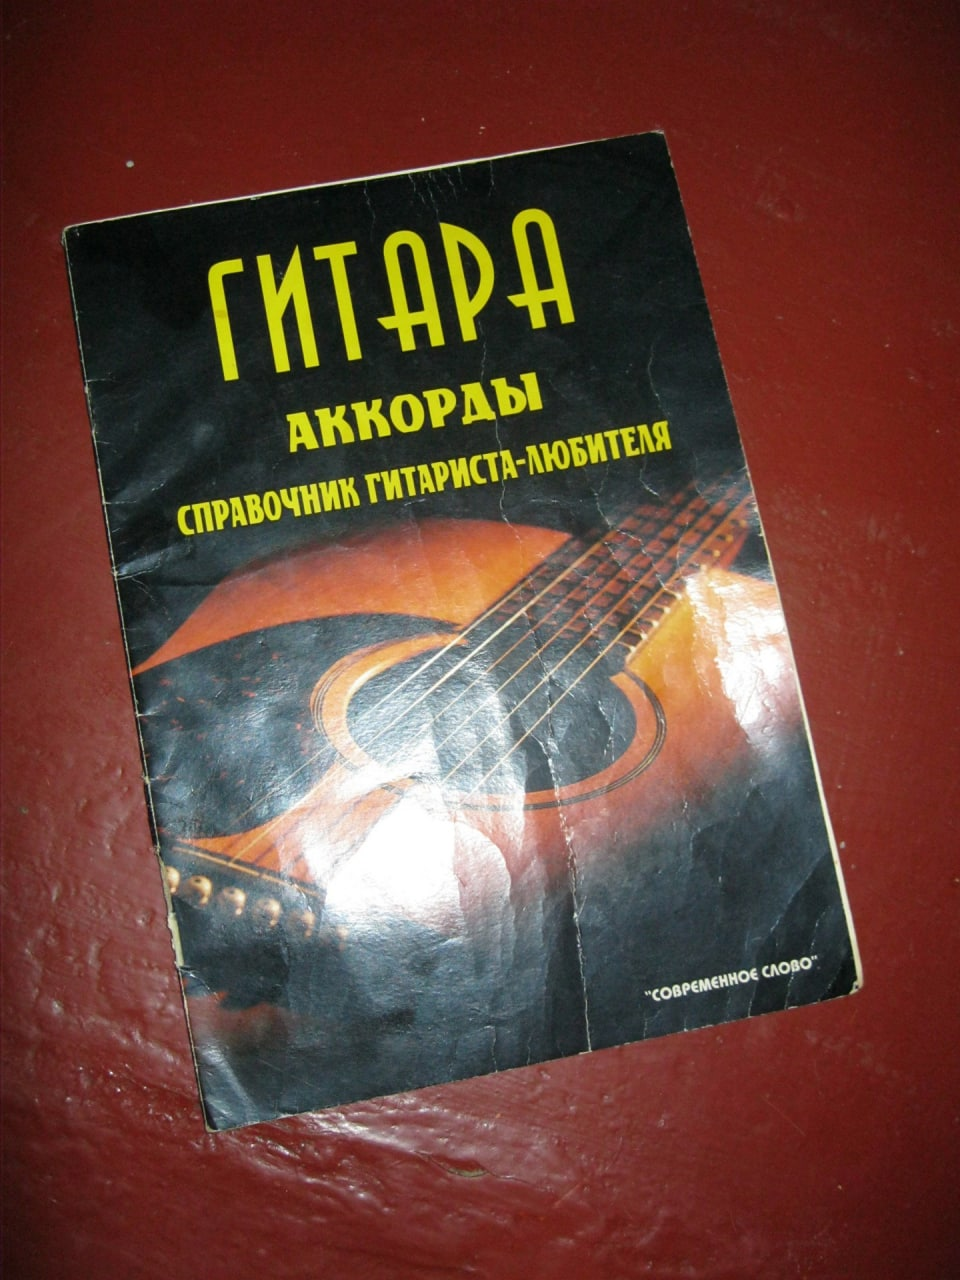 ГИТАРА
АККОРДЫ
СПРАВОЧНИК ГИТАРИСТА-ЛЮБИТЕЛЯ
"СОВРЕМЕННОЕ СЛОВО"